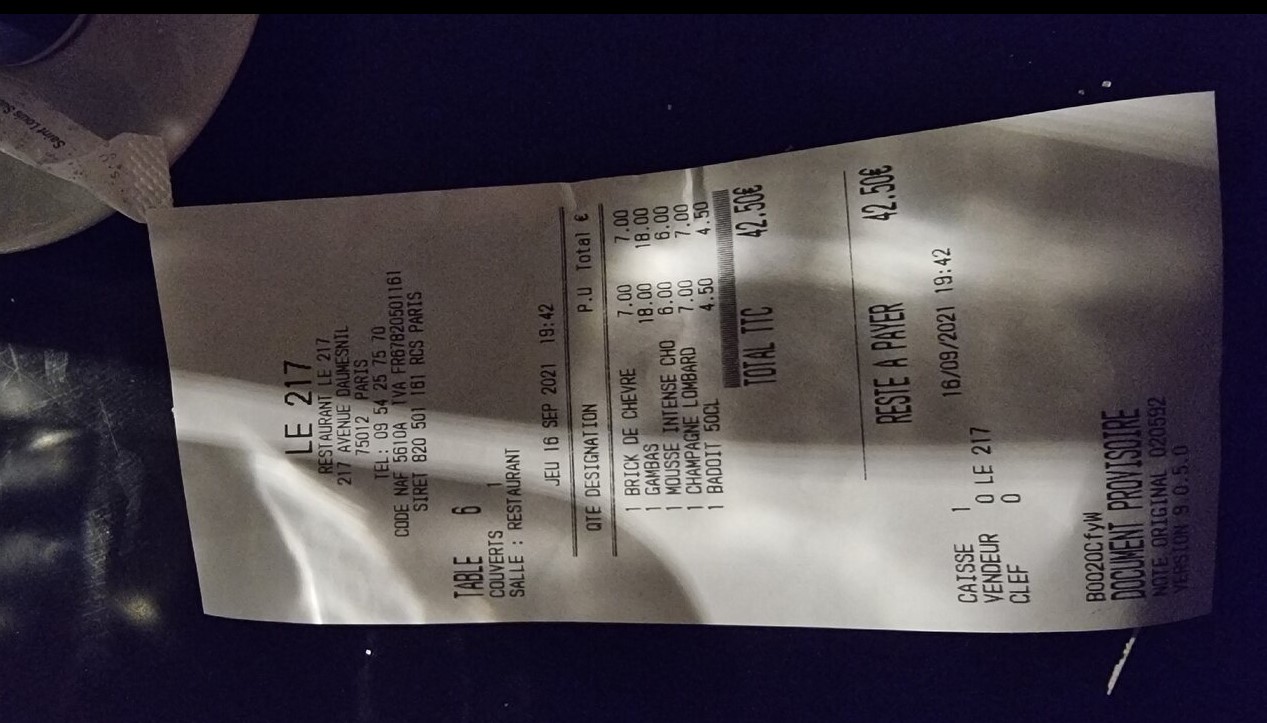 Saint Louis Su
LE 217
RESTAURANT LE 217
217 AVENUE DAUMESNIL
75012 PARIS
TEL: 09 54 25 75 70
CODE NAF 5610A TVA FR67820501161
SIRET 820 501 161 RCS PARIS
TABLE 6
COUVERTS 1
SALLE : RESTAURANT
JEU 16 SEP 2021 19:42
QTE DESIGNATION P.U Total €
1 BRICK DE CHEVRE 7.00 7.00
1 GAMBAS 18.00 18.00
1 MOUSSE INTENSE CHO 6.00 6.00
1 CHAMPAGNE LOMBARD 7.00 7.00
1 BADOIT 50CL 4.50 4.50
TOTAL TTC 42.50€
RESTE A PAYER 42.50€
16/09/2021 19:42
CAISSE 1
VENDEUR 0 LE 217
CLEF 0
B0020CfyW
DOCUMENT PROVISOIRE
NOTE ORIGINAL 020592
VERSION 9.0.5.0